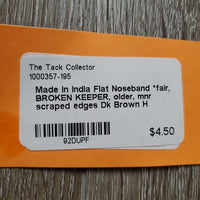 The Tack Collector
1000357-195
Made in India Flat Noseband *fair,
BROKEN KEEPER, older, mnr
scraped edges Dk Brown H
92DUPF
$4.50